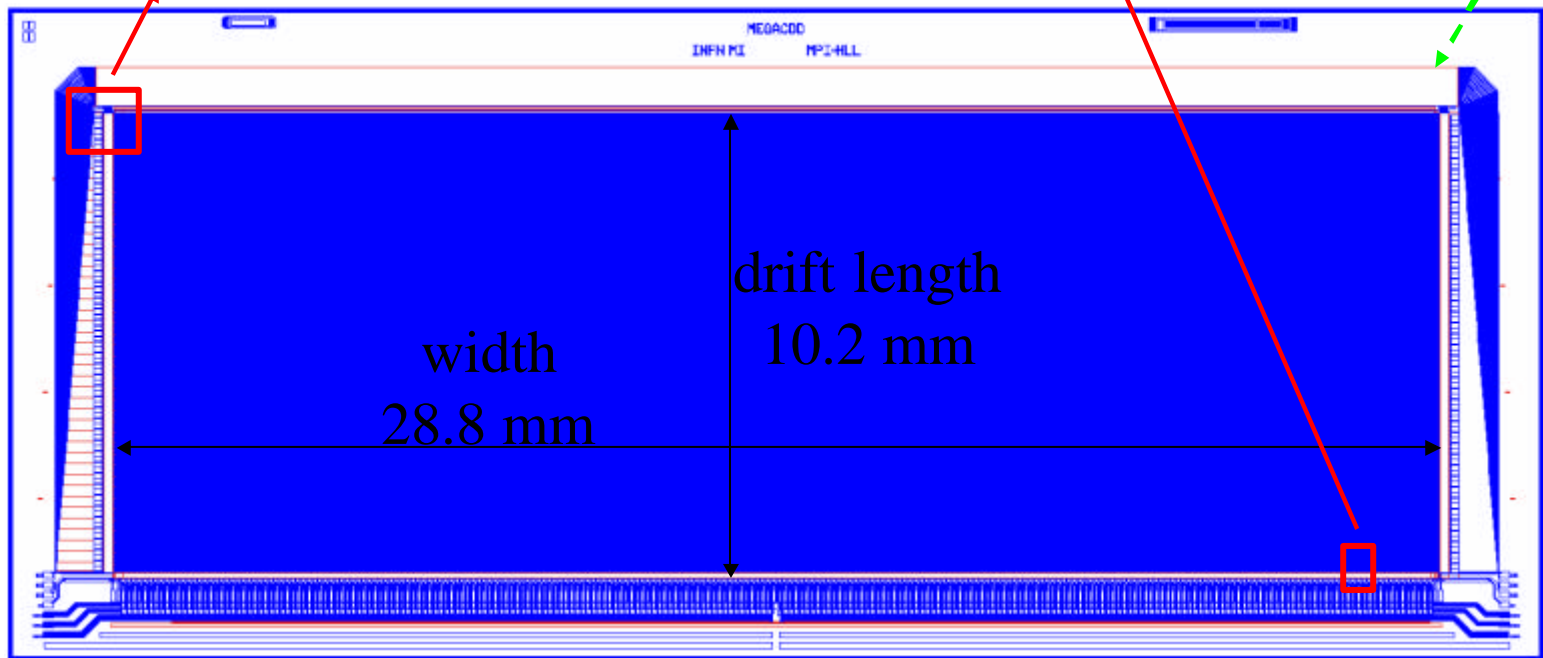 MEGACDD
INFN MI MPI-HLL
drift length
10.2 mm
width
28.8 mm